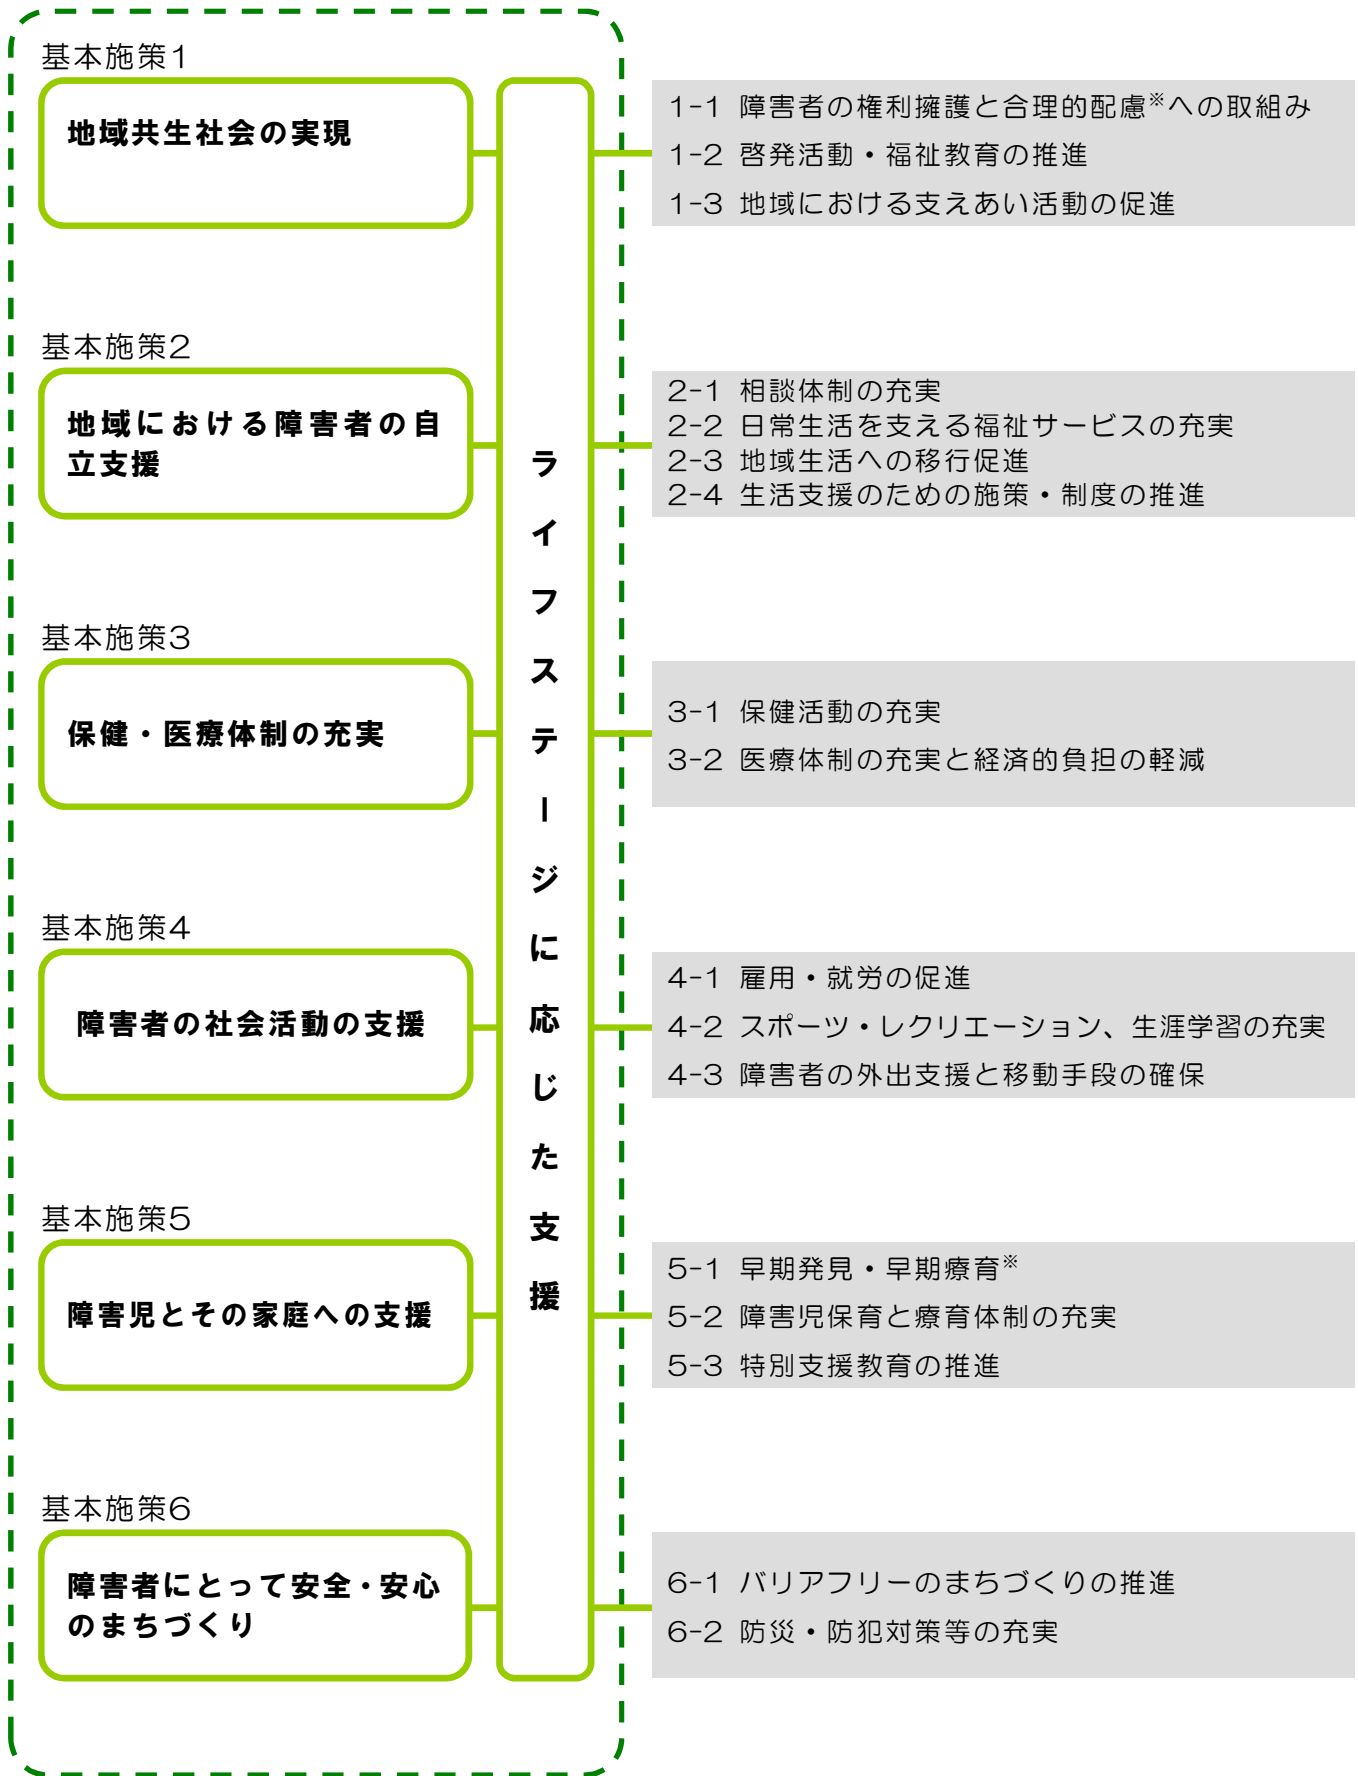 基本施策1
地域共生社会の実現
1-1 障害者の権利擁護と合理的配慮※への取組み
1-2 啓発活動・福祉教育の推進
1-3 地域における支えあい活動の促進
基本施策2
地域における障害者の自
立支援
2-1 相談体制の充実
2-2 日常生活を支える福祉サービスの充実
2-3 地域生活への移行促進
2-4 生活支援のための施策・制度の推進
ライフステージに応じた支援
基本施策3
保健・医療体制の充実
3-1 保健活動の充実
3-2 医療体制の充実と経済的負担の軽減
基本施策4
障害者の社会活動の支援
4-1 雇用・就労の促進
4-2 スポーツ・レクリエーション、生涯学習の充実
4-3 障害者の外出支援と移動手段の確保
基本施策5
障害児とその家庭への支援
5-1 早期発見・早期療育※
5-2 障害児保育と療育体制の充実
5-3 特別支援教育の推進
基本施策6
障害者にとって安全・安心
のまちづくり
6-1 バリアフリーのまちづくりの推進
6-2 防災・防犯対策等の充実